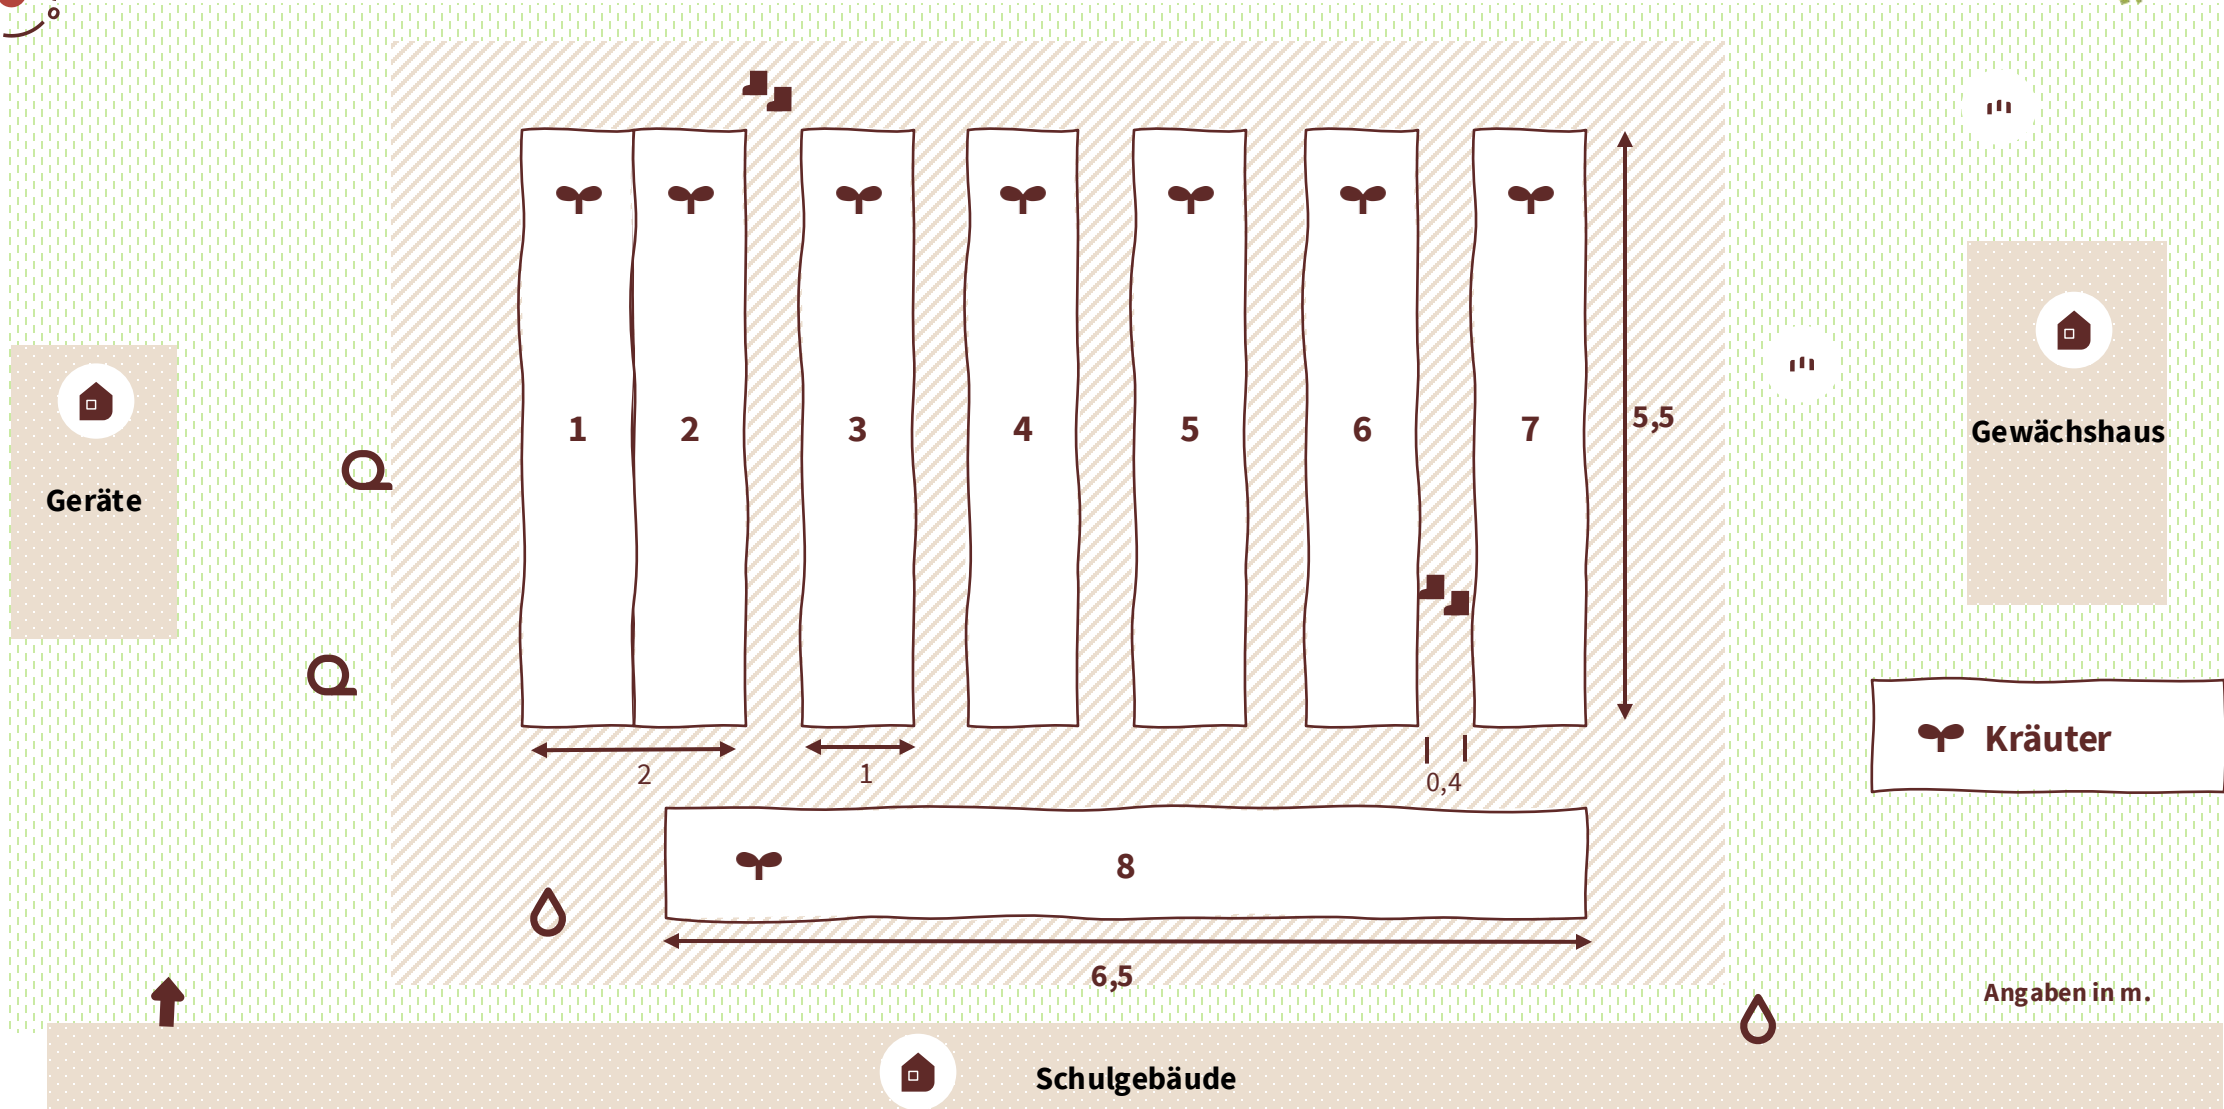 1 2 3 4 5 6 7
5,5
Gewächshaus
Geräte
Kräuter
2 1 0,4
8
6,5
Angaben in m.
Schulgebäude